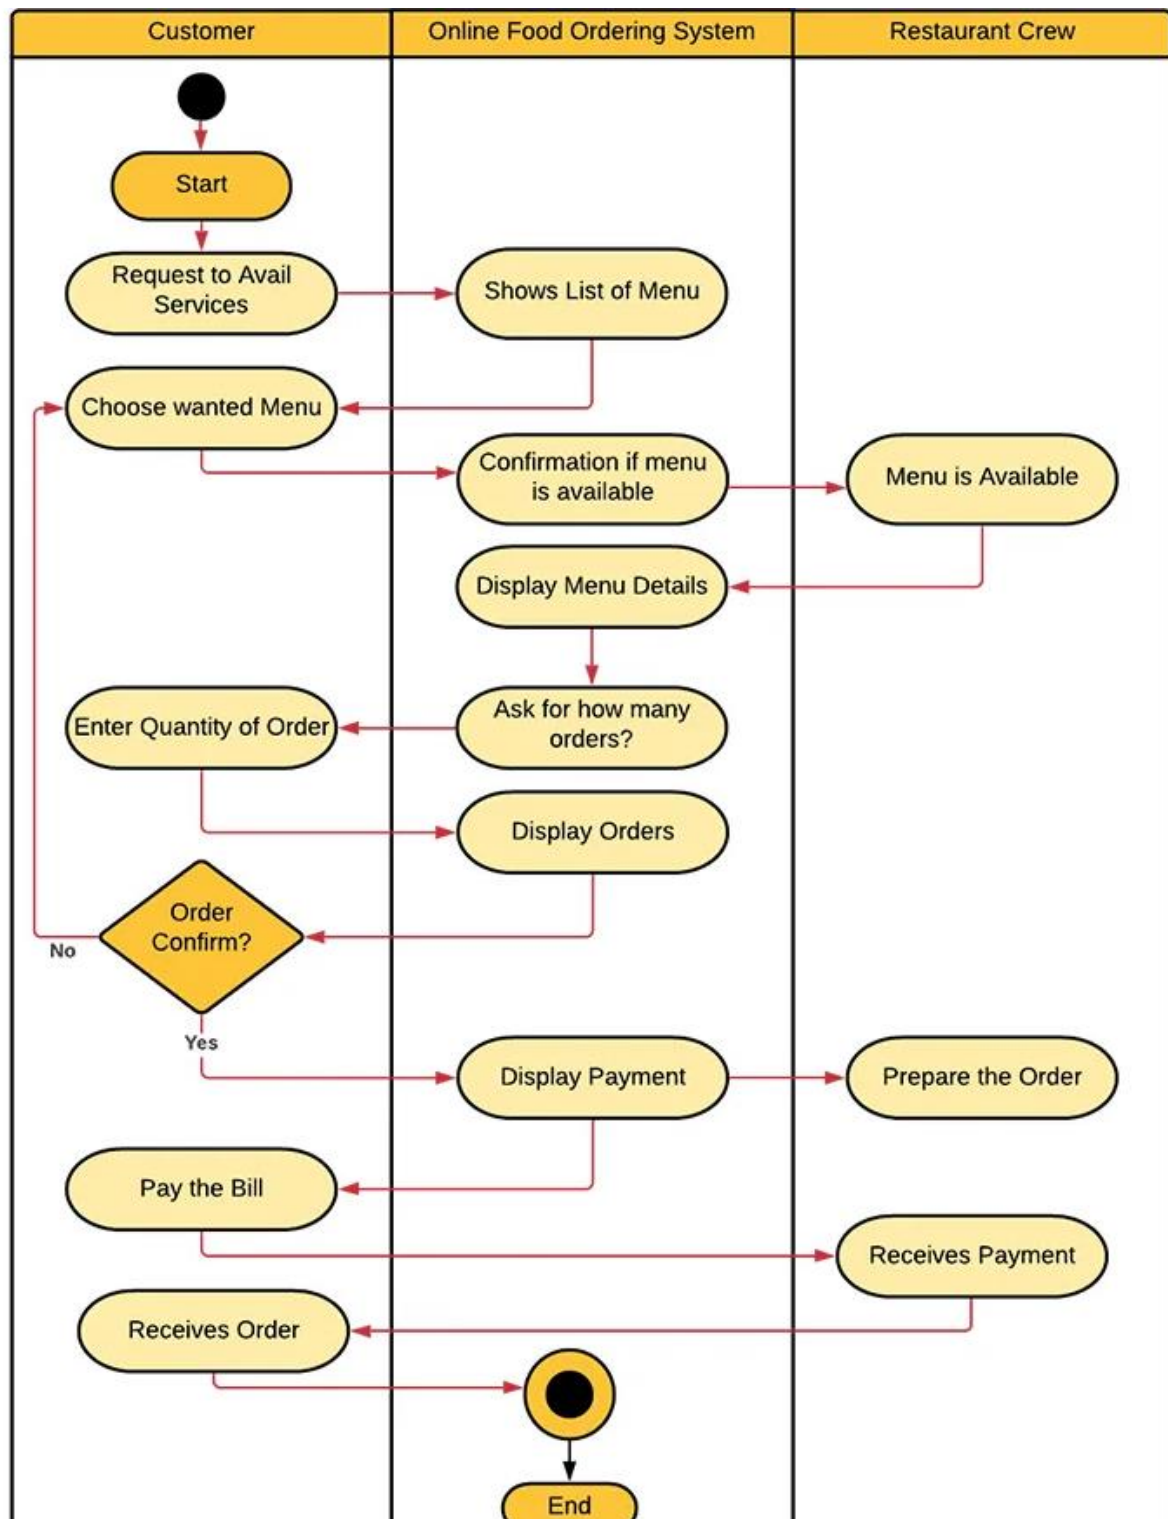 Customer
Online Food Ordering System
Restaurant Crew
Start
Request to Avail
Services
Shows List of Menu
Choose wanted Menu
Confirmation if menu
is available
Menu is Available
Display Menu Details
Enter Quantity of Order
Ask for how many
orders?
Display Orders
Order
Confirm?
No
Yes
Display Payment
Prepare the Order
Pay the Bill
Receives Payment
Receives Order
End